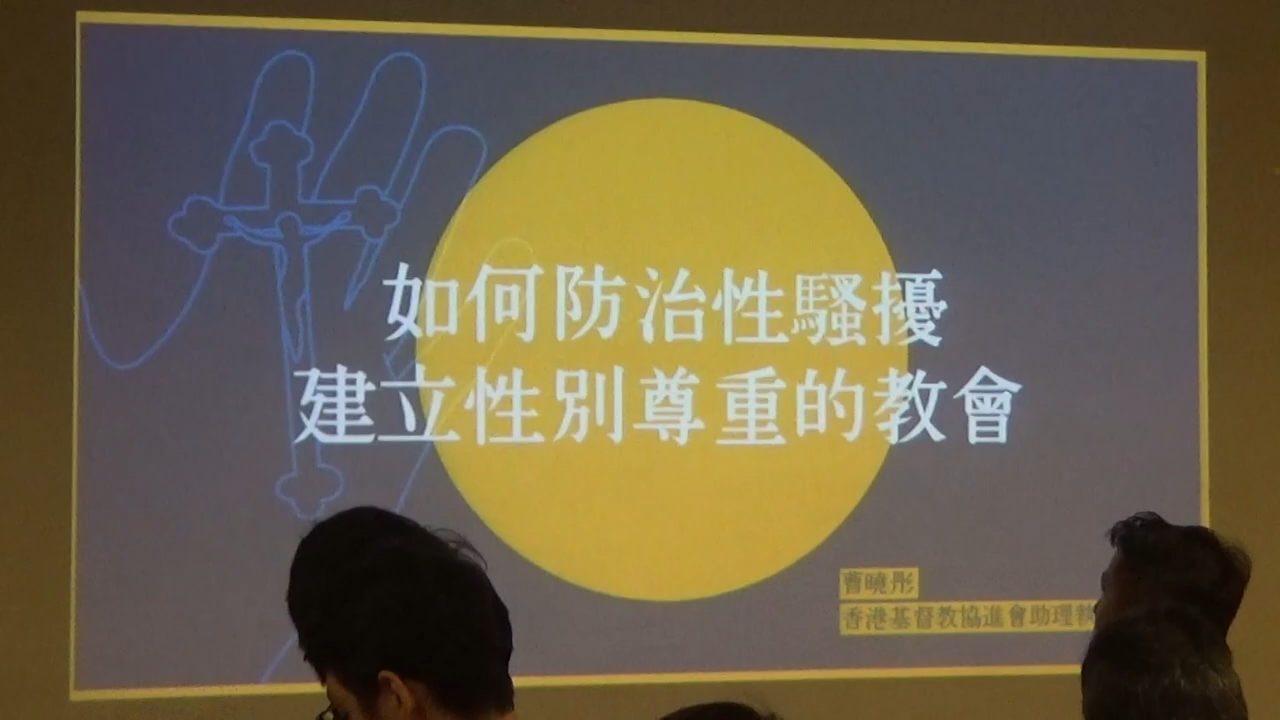 如何防治性騷擾
建立性別尊重的教會
曹曉彤
香港基督教協進會助理